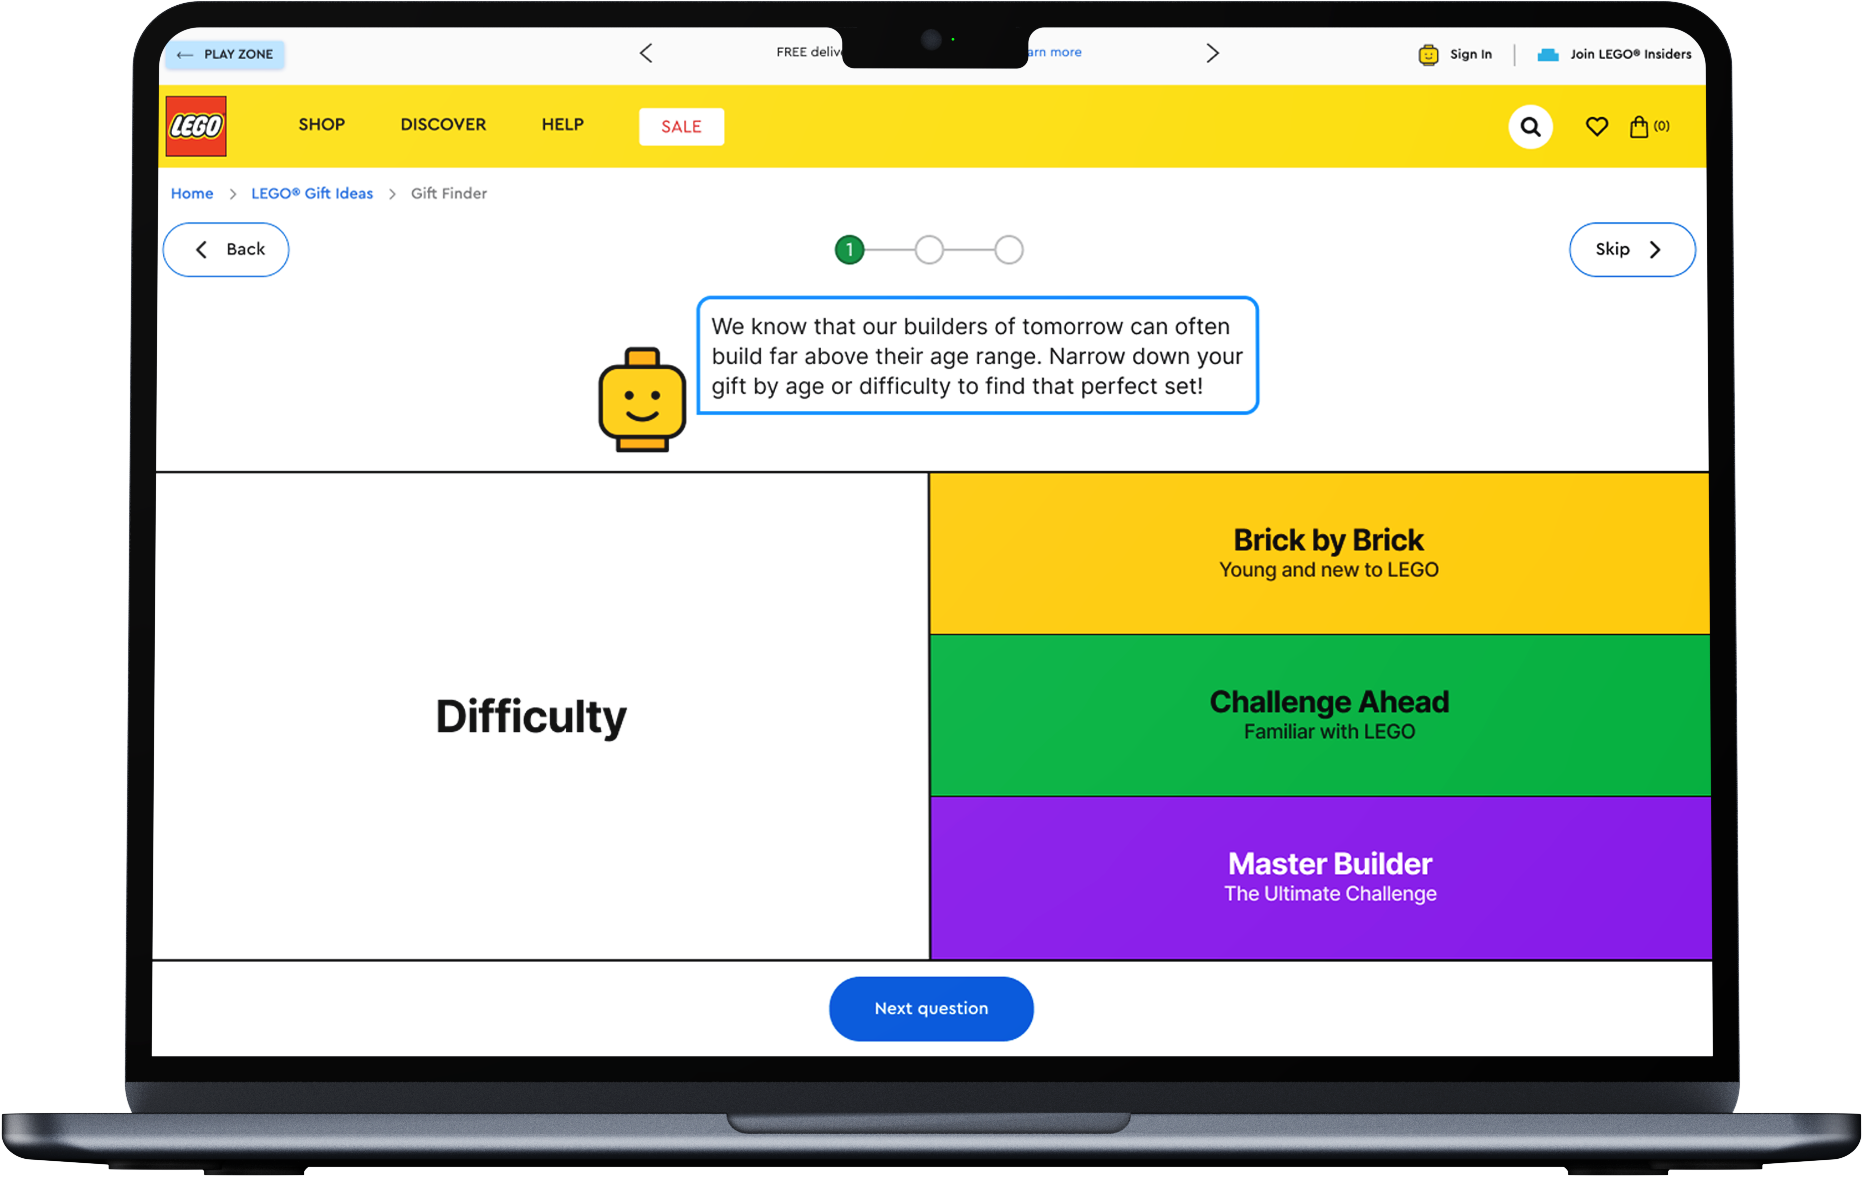 PLAY ZONE
FREE
more
Sign In
Join LEGO® Insiders
LEGO
SHOP
DISCOVER
HELP
SALE
(0)
Home
LEGO® Gift Ideas
Gift Finder
Back
1
Skip
We know that our builders of tomorrow can often
build far above their age range. Narrow down your
gift by age or difficulty to find that perfect set!
Difficulty
Brick by Brick
Young and new to LEGO
Challenge Ahead
Familiar with LEGO
Master Builder
The Ultimate Challenge
Next question